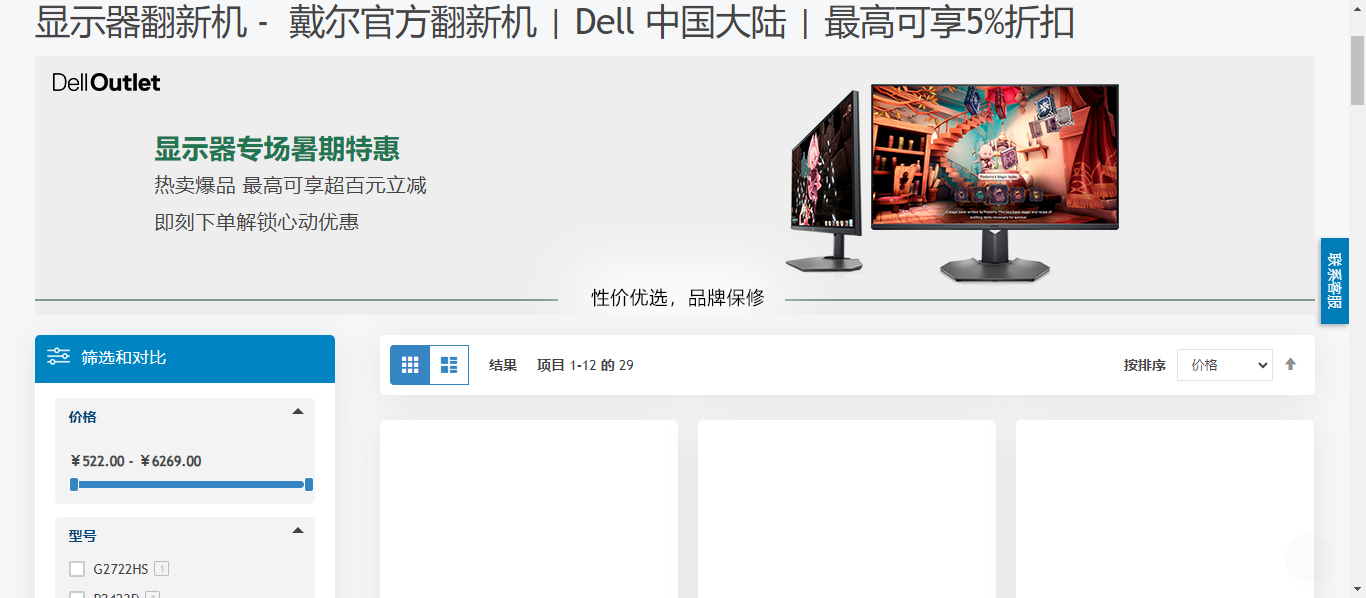 显示器翻新机 - 戴尔官方翻新机 | Dell 中国大陆 | 最高可享5%折扣
DellOutlet
显示器专场暑期特惠
热卖爆品 最高可享超百元立减
即刻下单解锁心动优惠
性价优选，品牌保修
联系客服
筛选和对比
结果 项目 1-12 的 29
按排序 价格
价格
￥522.00 - ￥6269.00
型号
G2722HS 1